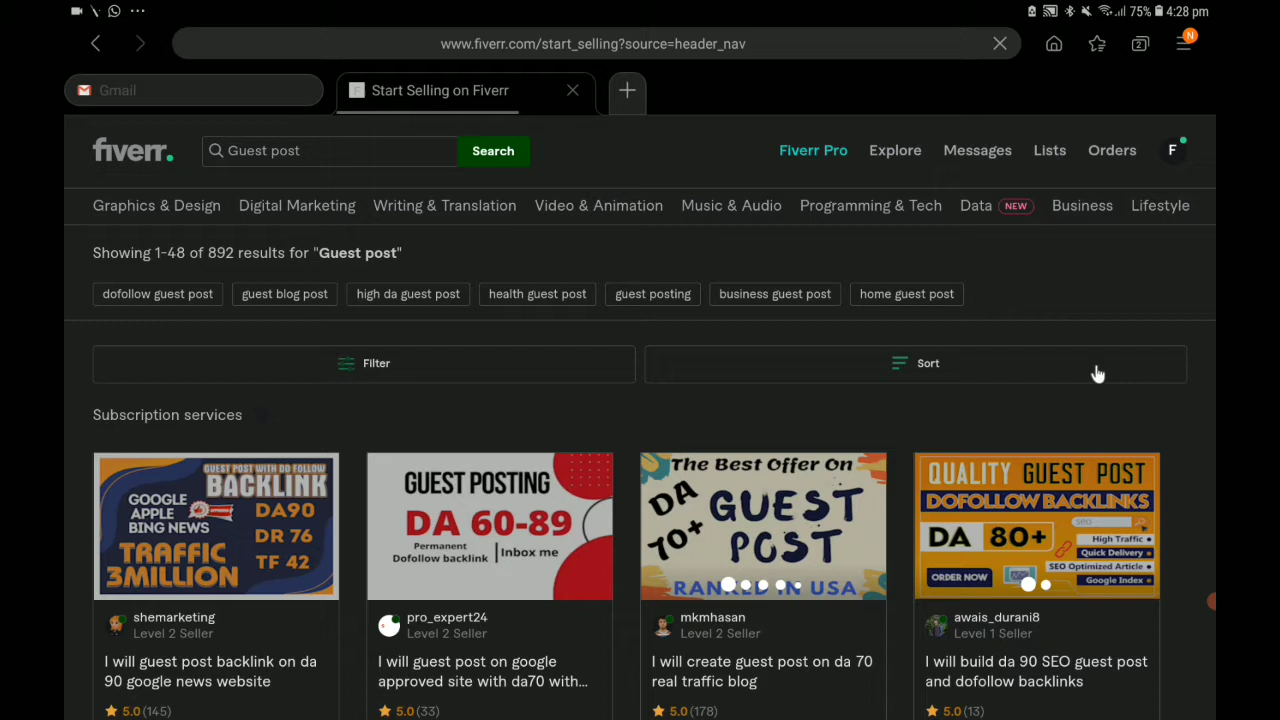 75% 4:28 pm
www.fiverr.com/start_selling?source=header_nav
2
N
Gmail
F Start Selling on Fiverr
fiverr.
Guest post
Search
Fiverr Pro Explore Messages Lists Orders F
Graphics & Design Digital Marketing Writing & Translation Video & Animation Music & Audio Programming & Tech Data NEW Business Lifestyle
Showing 1-48 of 892 results for "Guest post"
dofollow guest post guest blog post high da guest post health guest post guest posting business guest post home guest post
Filter
Sort
Subscription services
GUEST POST WITH DO FOLLOW
BACKLINK
GOOGLE
APPLE
BING NEWS
DA90
DR 76
TF 42
TRAFFIC
3MILLION
GUEST POSTING
DA 60-89
Permanent
Dofollow backlink
Inbox me
The Best Offer On
DA
70+
GUEST
POST
RANKED IN USA
QUALITY GUEST POST
DOFOLLOW BACKLINKS
DA 80+
SEO
High Traffic
Quick Delivery
SEO Optimized Article
Google Index
ORDER NOW
shemarketing
Level 2 Seller
I will guest post backlink on da
90 google news website
5.0 (145)
pro_expert24
Level 2 Seller
I will guest post on google
approved site with da70 with...
5.0 (33)
mkmhasan
Level 2 Seller
I will create guest post on da 70
real traffic blog
5.0 (178)
awais_durani8
Level 1 Seller
I will build da 90 SEO guest post
and dofollow backlinks
5.0 (13)